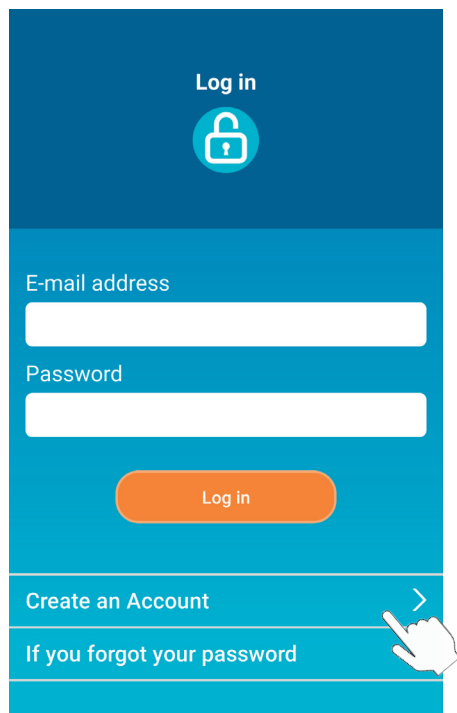 Log in
E-mail address
Password
Log in
Create an Account
If you forgot your password